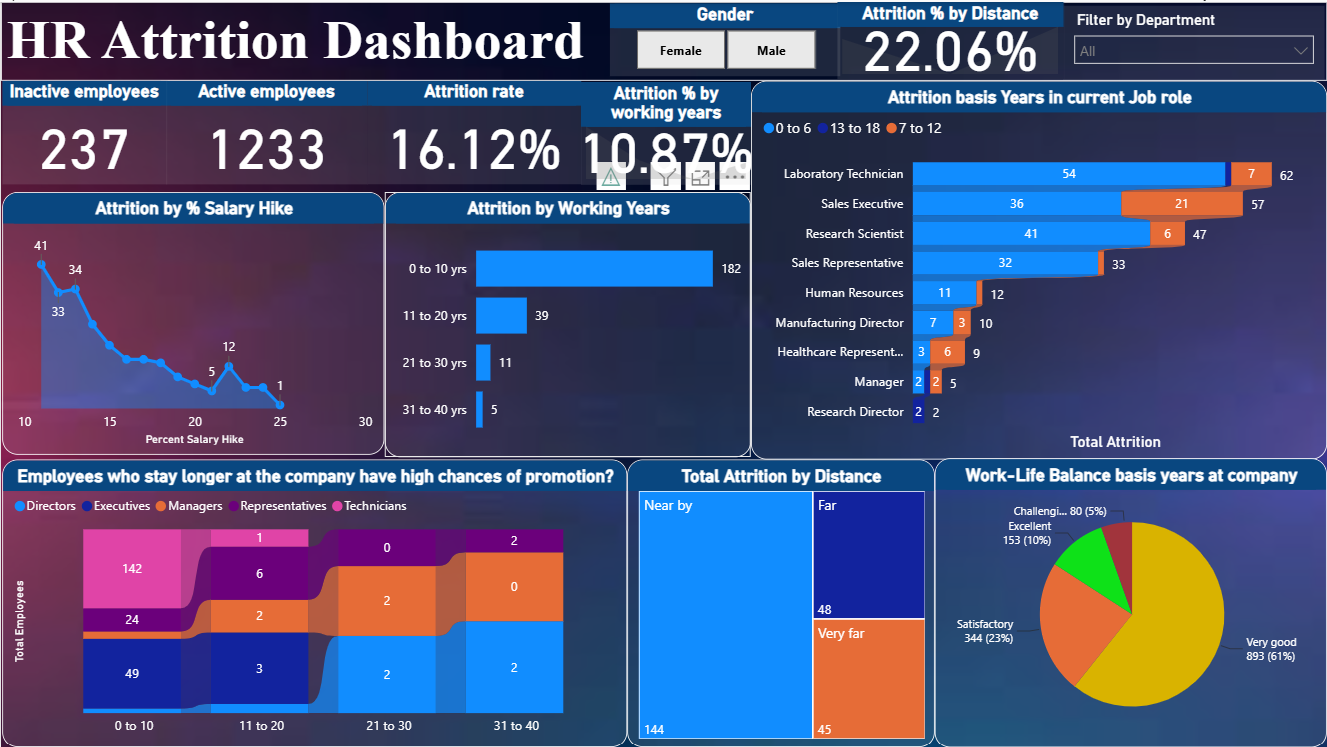 HR Attrition Dashboard
Gender
Female
Male
Attrition % by Distance
22.06%
Filter by Department
All
Inactive employees
237
Active employees
1233
Attrition rate
16.12%
Attrition % by
working years
10.87%
Attrition by % Salary Hike
41
34
33
12
5
1
10 15 20 25 30
Percent Salary Hike
Attrition by Working Years
0 to 10 yrs 182
11 to 20 yrs 39
21 to 30 yrs 11
31 to 40 yrs 5
Attrition basis Years in current Job role
0 to 6 13 to 18 7 to 12
Laboratory Technician 54 7 62
Sales Executive 36 21 57
Research Scientist 41 6 47
Sales Representative 32 33
Human Resources 11 12
Manufacturing Director 7 3 10
Healthcare Represent... 3 6 9
Manager 2 2 5
Research Director 2 2
Total Attrition
Employees who stay longer at the company have high chances of promotion?
Directors Executives Managers Representatives Technicians
Total Employees
142
24
49
1
6
2
3
0
2
2
2
0
2
0 to 10 11 to 20 21 to 30 31 to 40
Total Attrition by Distance
Near by
144
Far
48
Very far
45
Work-Life Balance basis years at company
Challengi... 80 (5%)
Excellent
153 (10%)
Satisfactory
344 (23%)
Very good
893 (61%)